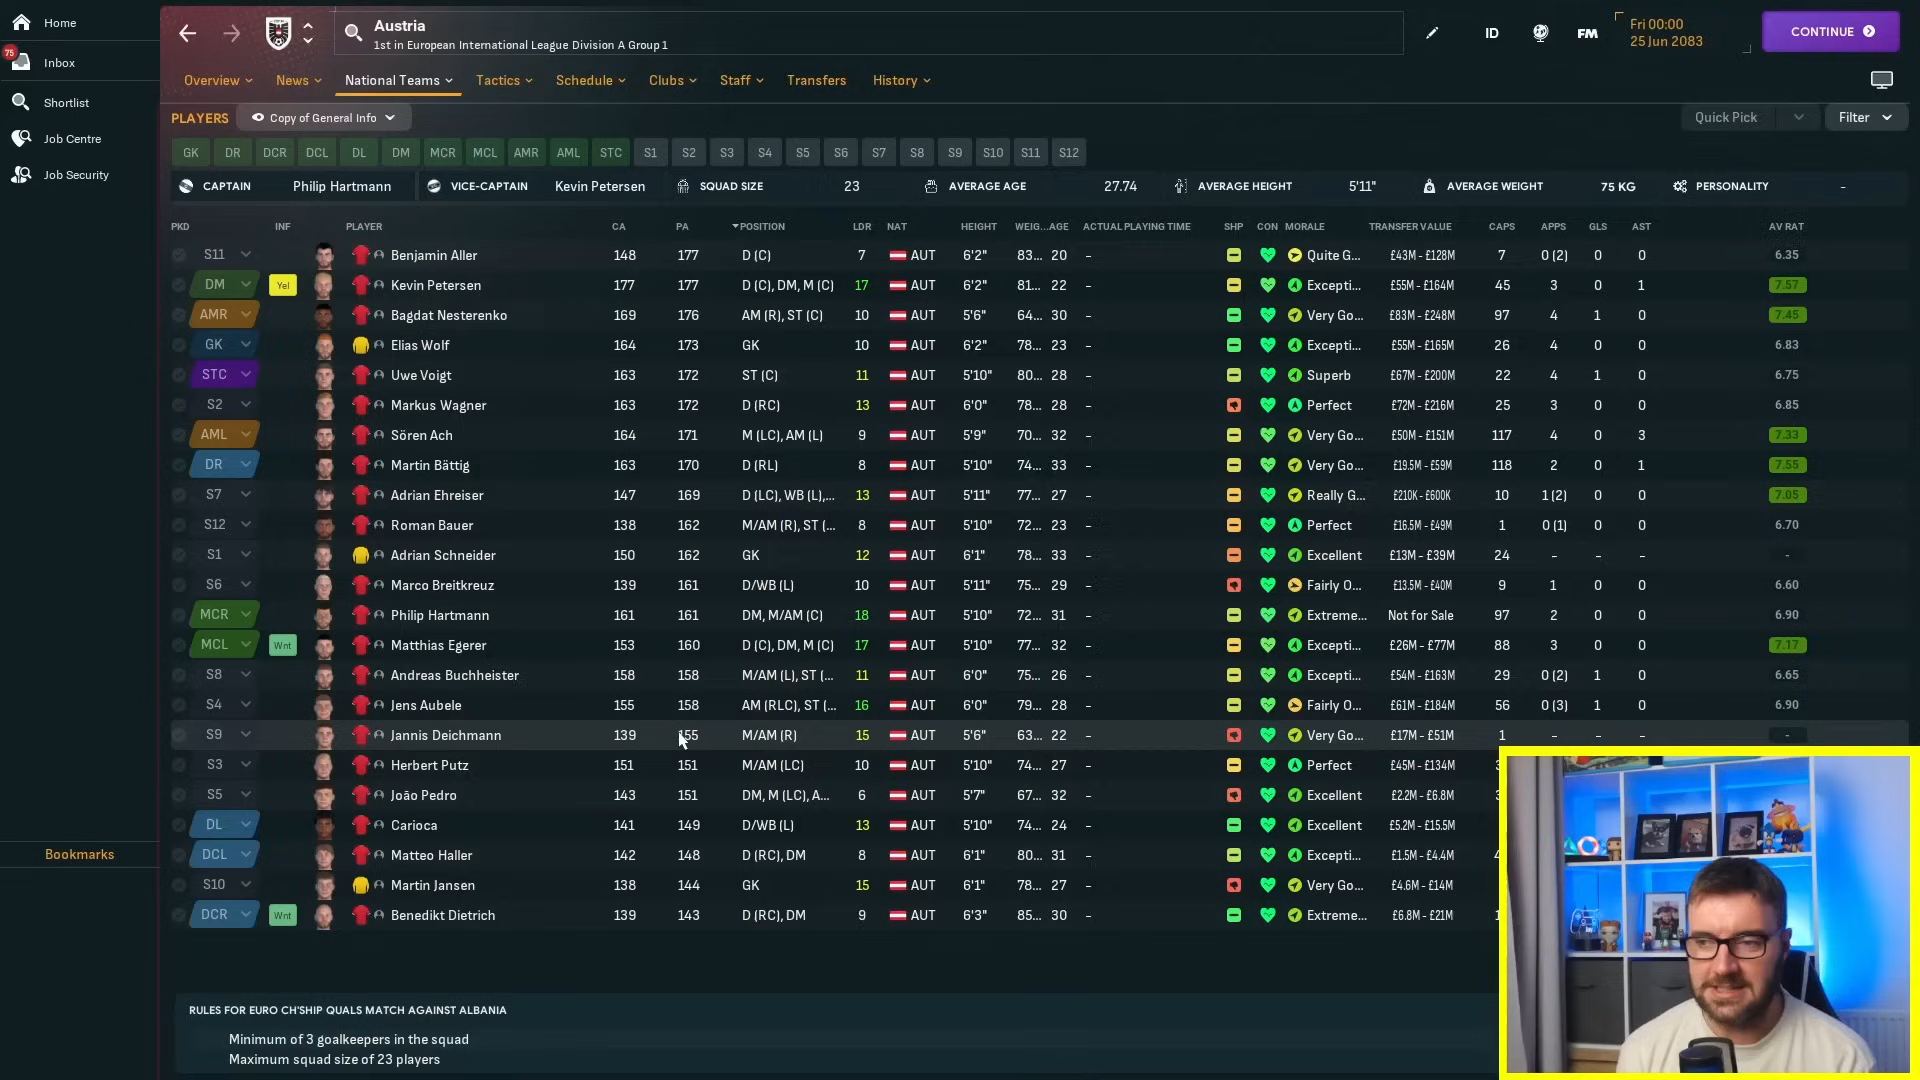 Home
75
Inbox
Shortlist
Job Centre
Job Security
Bookmarks
Austria
1st in European International League Division A Group 1
ID
FM
Fri 00:00
25 Jun 2083
CONTINUE
Overview News National Teams Tactics Schedule Clubs Staff Transfers History
PLAYERS Copy of General Info Quick Pick Filter
GK DR DCR DCL DL DM MCR MCL AMR AML STC S1 S2 S3 S4 S5 S6 S7 S8 S9 S10 S11 S12
CAPTAIN Philip Hartmann VICE-CAPTAIN Kevin Petersen SQUAD SIZE 23 AVERAGE AGE 27.74 AVERAGE HEIGHT 5'11" AVERAGE WEIGHT 75 KG PERSONALITY -
PKD INF PLAYER CA PA POSITION LDR NAT HEIGHT WEIG... AGE ACTUAL PLAYING TIME SHP CON MORALE TRANSFER VALUE CAPS APPS GLS AST AV RAT
S11 Benjamin Aller 148 177 D (C) 7 AUT 6'2" 83... 20 - Quite G... £43M - £128M 7 0 (2) 0 0 6.35
DM Yel Kevin Petersen 177 177 D (C), DM, M (C) 17 AUT 6'2" 81... 22 - Excepti... £55M - £164M 45 3 0 1 7.57
AMR Bagdat Nesterenko 169 176 AM (R), ST (C) 10 AUT 5'6" 64... 30 - Very Go... £83M - £248M 97 4 1 0 7.45
GK Elias Wolf 164 173 GK 10 AUT 6'2" 78... 23 - Excepti... £55M - £165M 26 4 0 0 6.83
STC Uwe Voigt 163 172 ST (C) 11 AUT 5'10" 80... 28 - Superb £67M - £200M 22 4 1 0 6.75
S2 Markus Wagner 163 172 D (RC) 13 AUT 6'0" 78... 28 - Perfect £72M - £216M 25 3 0 0 6.85
AML Sören Ach 164 171 M (LC), AM (L) 9 AUT 5'9" 70... 32 - Very Go... £50M - £151M 117 4 0 3 7.33
DR Martin Bättig 163 170 D (RL) 8 AUT 5'10" 74... 33 - Very Go... £19.5M - £59M 118 2 0 1 7.55
S7 Adrian Ehreiser 147 169 D (LC), WB (L),... 13 AUT 5'11" 77... 27 - Really G... £210K - £600K 10 1 (2) 0 0 7.05
S12 Roman Bauer 138 162 M/AM (R), ST (... 8 AUT 5'10" 72... 23 - Perfect £16.5M - £49M 1 0 (1) 0 0 6.70
S1 Adrian Schneider 150 162 GK 12 AUT 6'1" 78... 33 - Excellent £13M - £39M 24 - - - -
S6 Marco Breitkreuz 139 161 D/WB (L) 10 AUT 5'11" 75... 29 - Fairly O... £13.5M - £40M 9 1 0 0 6.60
MCR Philip Hartmann 161 161 DM, M/AM (C) 18 AUT 5'10" 72... 31 - Extreme... Not for Sale 97 2 0 0 6.90
MCL Wnt Matthias Egerer 153 160 D (C), DM, M (C) 17 AUT 5'10" 77... 32 - Excepti... £26M - £77M 88 3 0 0 7.17
S8 Andreas Buchheister 158 158 M/AM (L), ST (... 11 AUT 6'0" 75... 26 - Excepti... £54M - £163M 29 0 (2) 1 0 6.65
S4 Jens Aubele 155 158 AM (RLC), ST (... 16 AUT 6'0" 79... 28 - Fairly O... £61M - £184M 56 0 (3) 1 0 6.90
S9 Jannis Deichmann 139 155 M/AM (R) 15 AUT 5'6" 63... 22 - Very Go... £17M - £51M 1 - - - -
S3 Herbert Putz 151 151 M/AM (LC) 10 AUT 5'10" 74... 27 - Perfect £45M - £134M
S5 João Pedro 143 151 DM, M (LC), A... 6 AUT 5'7" 67... 32 - Excellent £2.2M - £6.8M
DL Carioca 141 149 D/WB (L) 13 AUT 5'10" 74... 24 - Excellent £5.2M - £15.5M
DCL Matteo Haller 142 148 D (RC), DM 8 AUT 6'1" 80... 31 - Excepti... £1.5M - £4.4M
S10 Martin Jansen 138 144 GK 15 AUT 6'1" 78... 27 - Very Go... £4.6M - £14M
DCR Wnt Benedikt Dietrich 139 143 D (RC), DM 9 AUT 6'3" 85... 30 - Extreme... £6.8M - £21M
RULES FOR EURO CH'SHIP QUALS MATCH AGAINST ALBANIA
Minimum of 3 goalkeepers in the squad
Maximum squad size of 23 players